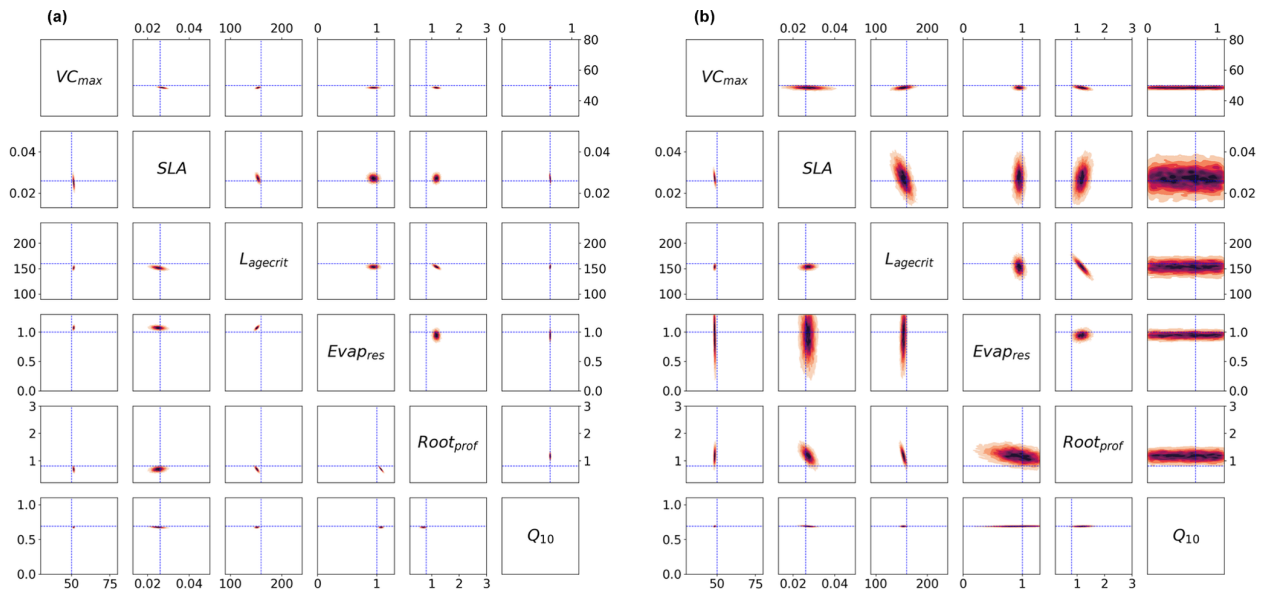 (a)
(b)
0.02 0.04 100 200 0 1 0 1 2 3 0 1
0.02 0.04 100 200 0 1 0 1 2 3 0 1
VCmax 80 60 40
VCmax 80 60 40
0.04 0.02 SLA 0.04 0.02
0.04 0.02 SLA 0.04 0.02
200 150 100 Lagecrit 200 150 100
200 150 100 Lagecrit 200 150 100
1.0 0.5 0.0 Evapres 1.0 0.5 0.0
1.0 0.5 0.0 Evapres 1.0 0.5 0.0
3 2 1 Rootprof 3 2 1
3 2 1 Rootprof 3 2 1
1.0 0.5 0.0 Q10
1.0 0.5 0.0 Q10
50 75 0.02 0.04 100 200 0 1 1 2 3
50 75 0.02 0.04 100 200 0 1 1 2 3